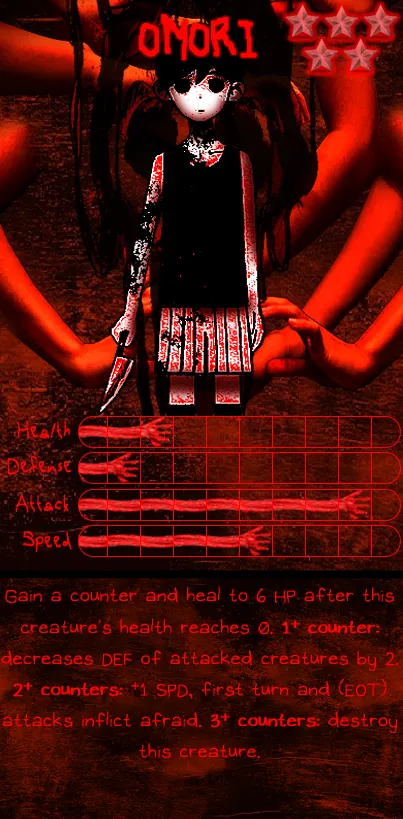 OMORI
Health
Defense
Attack
Speed
Gain a counter and heal to 6 HP after this
creature's health reaches 0. 1+ counter:
decreases DEF of attacked creatures by 2.
2+ counters: +1 SPD, first turn and (EOT)
attacks inflict afraid. 3+ counters: destroy
this creature.